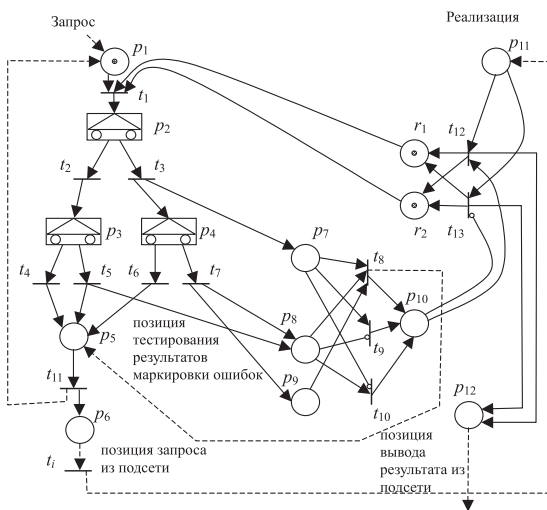 Запрос
Реализация
p1
p11
t1
p2
r1
t12
t2
t3
r2
t13
p3
p4
p7
t8
t4
t5
t6
t7
p10
p5
позиция
тестирования
результатов
маркировки ошибок
p8
t9
p9
t10
t11
p6
p12
позиция запроса
из подсети
позиция
вывода
результата из
подсети
ti